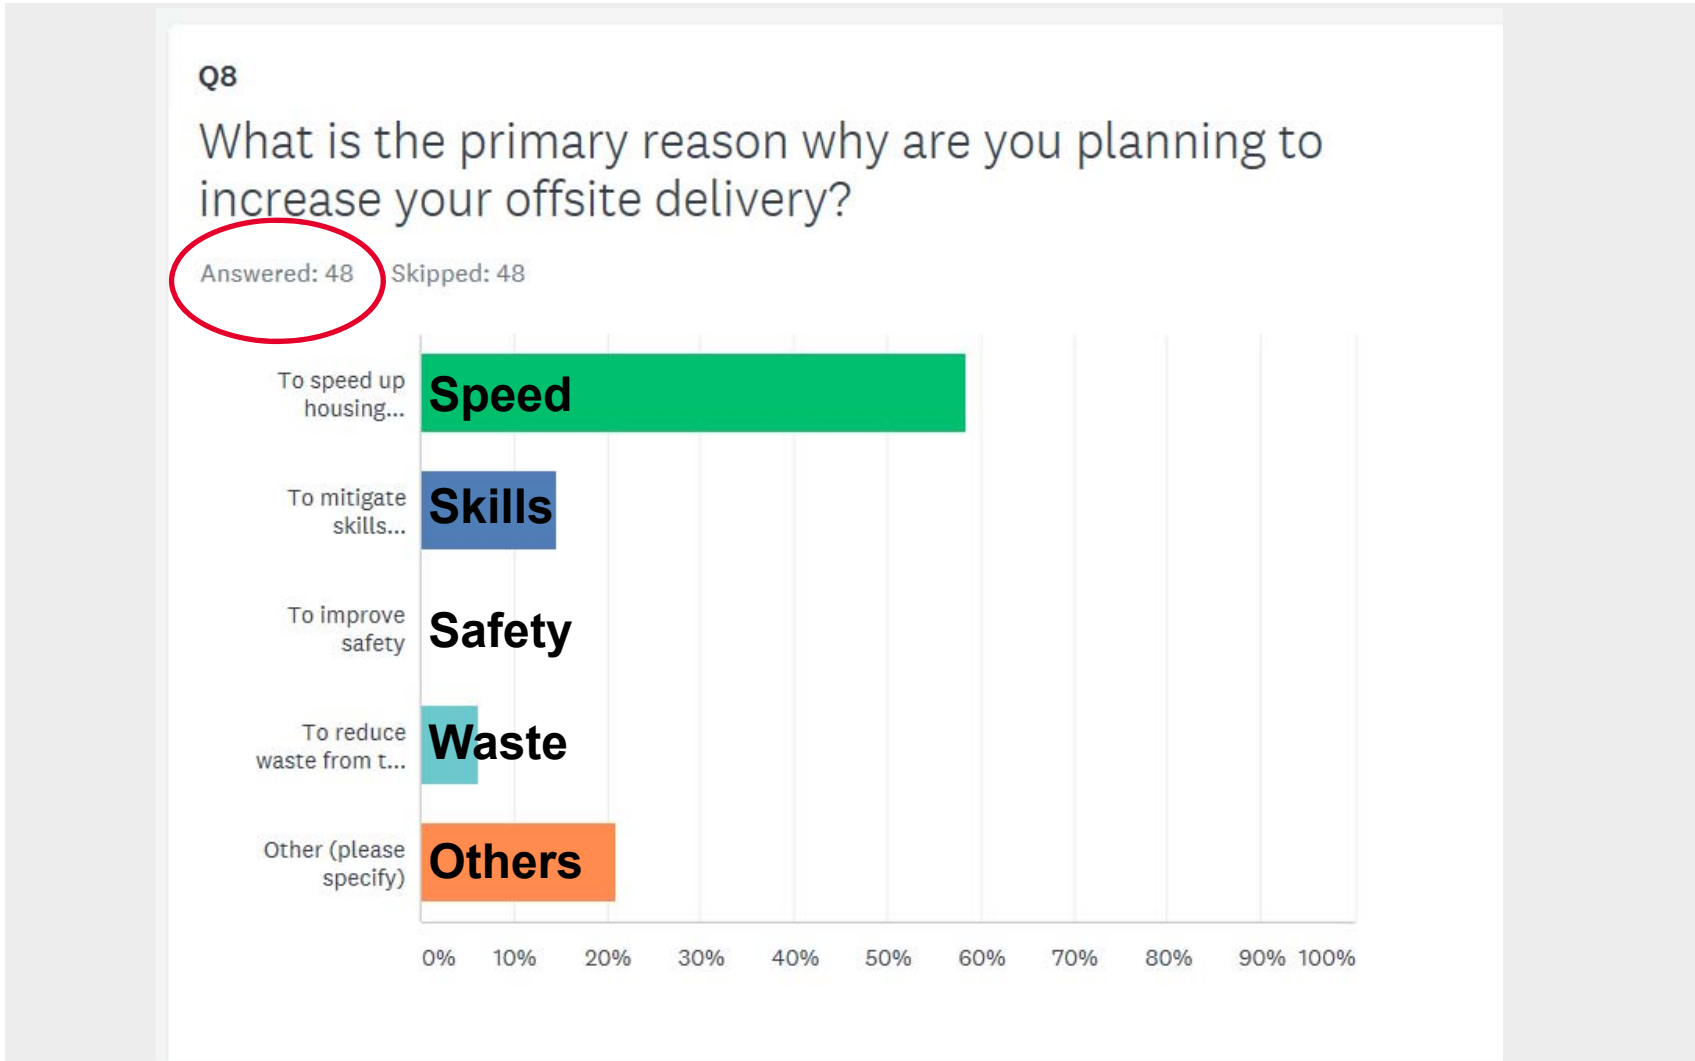 Q8
What is the primary reason why are you planning to
increase your offsite delivery?
Answered: 48 Skipped: 48
To speed up
housing...
Speed
To mitigate
skills...
Skills
To improve
safety
Safety
To reduce
waste from t...
Waste
Other (please
specify)
Others
0% 10% 20% 30% 40% 50% 60% 70% 80% 90% 100%